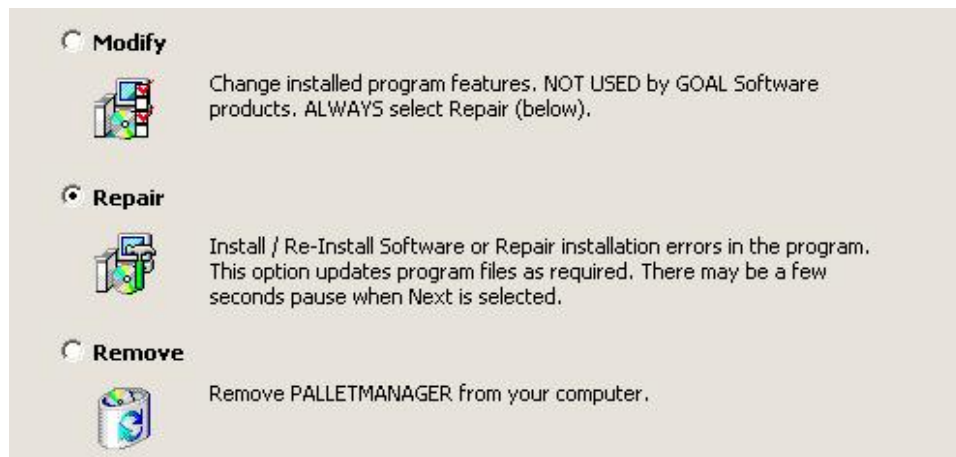 Modify
Change installed program features. NOT USED by GOAL Software
products. ALWAYS select Repair (below).
Repair
Install / Re-Install Software or Repair installation errors in the program.
This option updates program files as required. There may be a few
seconds pause when Next is selected.
Remove
Remove PALLETMANAGER from your computer.